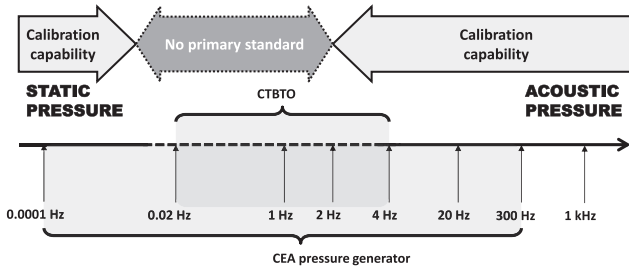 Calibration
capability
No primary standard
Calibration
capability
STATIC
PRESSURE
CTBTO
ACOUSTIC
PRESSURE
0.0001 Hz
0.02 Hz
1 Hz
2 Hz
4 Hz
20 Hz
300 Hz
1 kHz
CEA pressure generator